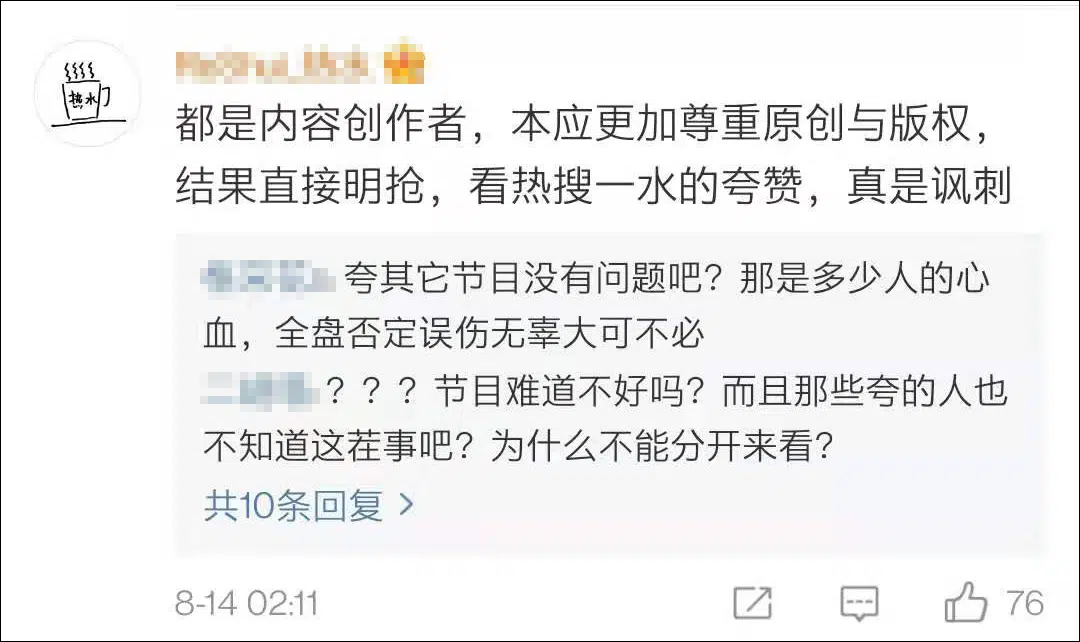 热水
都是内容创作者，本应更加尊重原创与版权，
结果直接明抢，看热搜一水的夸赞，真是讽刺
夸其它节目没有问题吧？那是多少人的心
血，全盘否定误伤无辜大可不必
？？？节目难道不好吗？而且那些夸的人也
不知道这茬事吧？为什么不能分开来看？
共10条回复 >
8-14 02:11
76